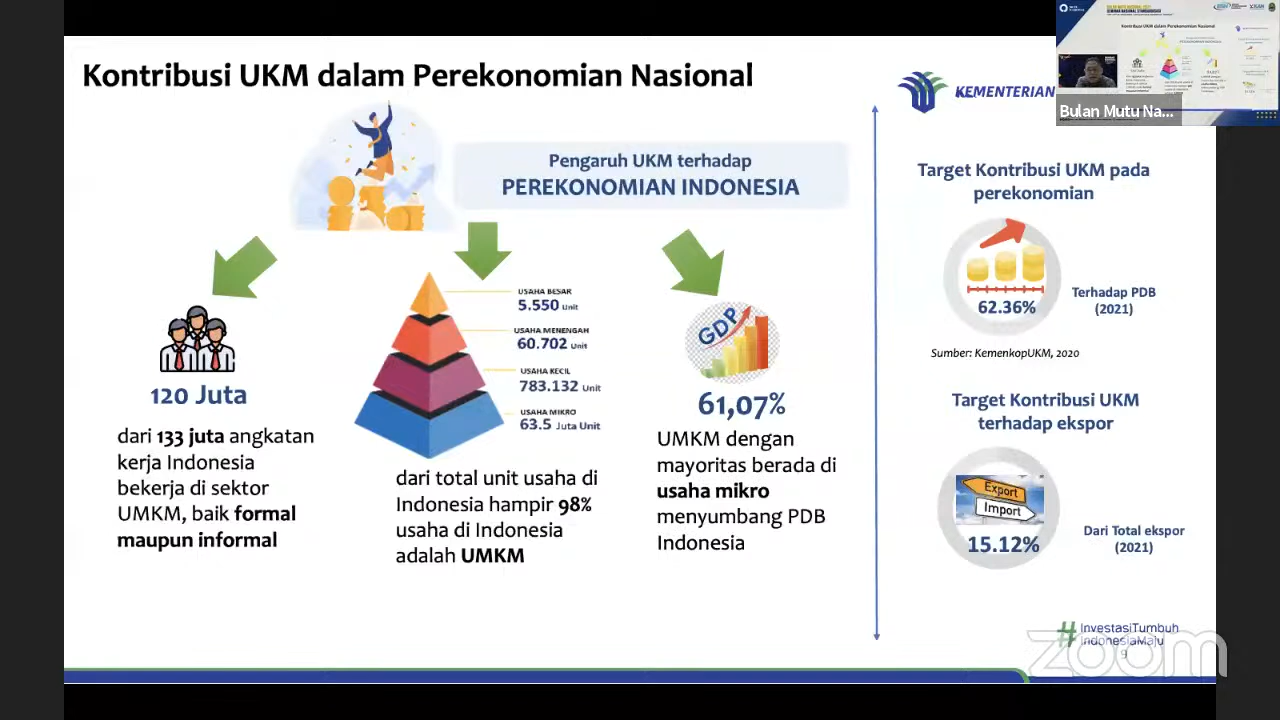 Kontribusi UKM dalam Perekonomian Nasional
KEMENTERIAN
Bulan Mutu Na...
Pengaruh UKM terhadap
PEREKONOMIAN INDONESIA
120 Juta
dari 133 juta angkatan
kerja Indonesia
bekerja di sektor
UMKM, baik formal
maupun informal
USAHA BESAR
5.550 Unit
USAHA MENENGAH
60.702 Unit
USAHA KECIL
783.132 Unit
USAHA MIKRO
63.5 Juta Unit
dari total unit usaha di
Indonesia hampir 98%
usaha di Indonesia
adalah UMKM
GDP
61,07%
UMKM dengan
mayoritas berada di
usaha mikro
menyumbang PDB
Indonesia
Target Kontribusi UKM pada
perekonomian
62.36%
Terhadap PDB
(2021)
Sumber: KemenkopUKM, 2020
Target Kontribusi UKM
terhadap ekspor
Export
Import
15.12%
Dari Total ekspor
(2021)
#InvestasiTumbuh
IndonesiaMaju
9
zoom